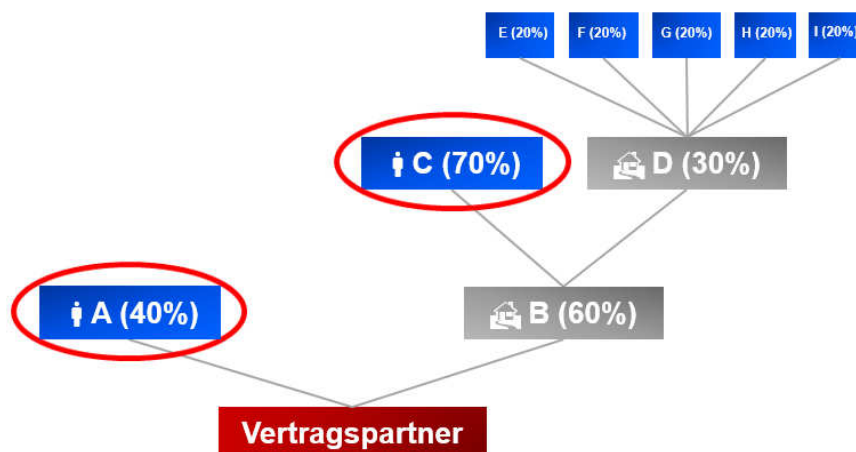 E (20%) F (20%) G (20%) H (20%) I (20%)
C (70%) D (30%)
A (40%) B (60%)
Vertragspartner